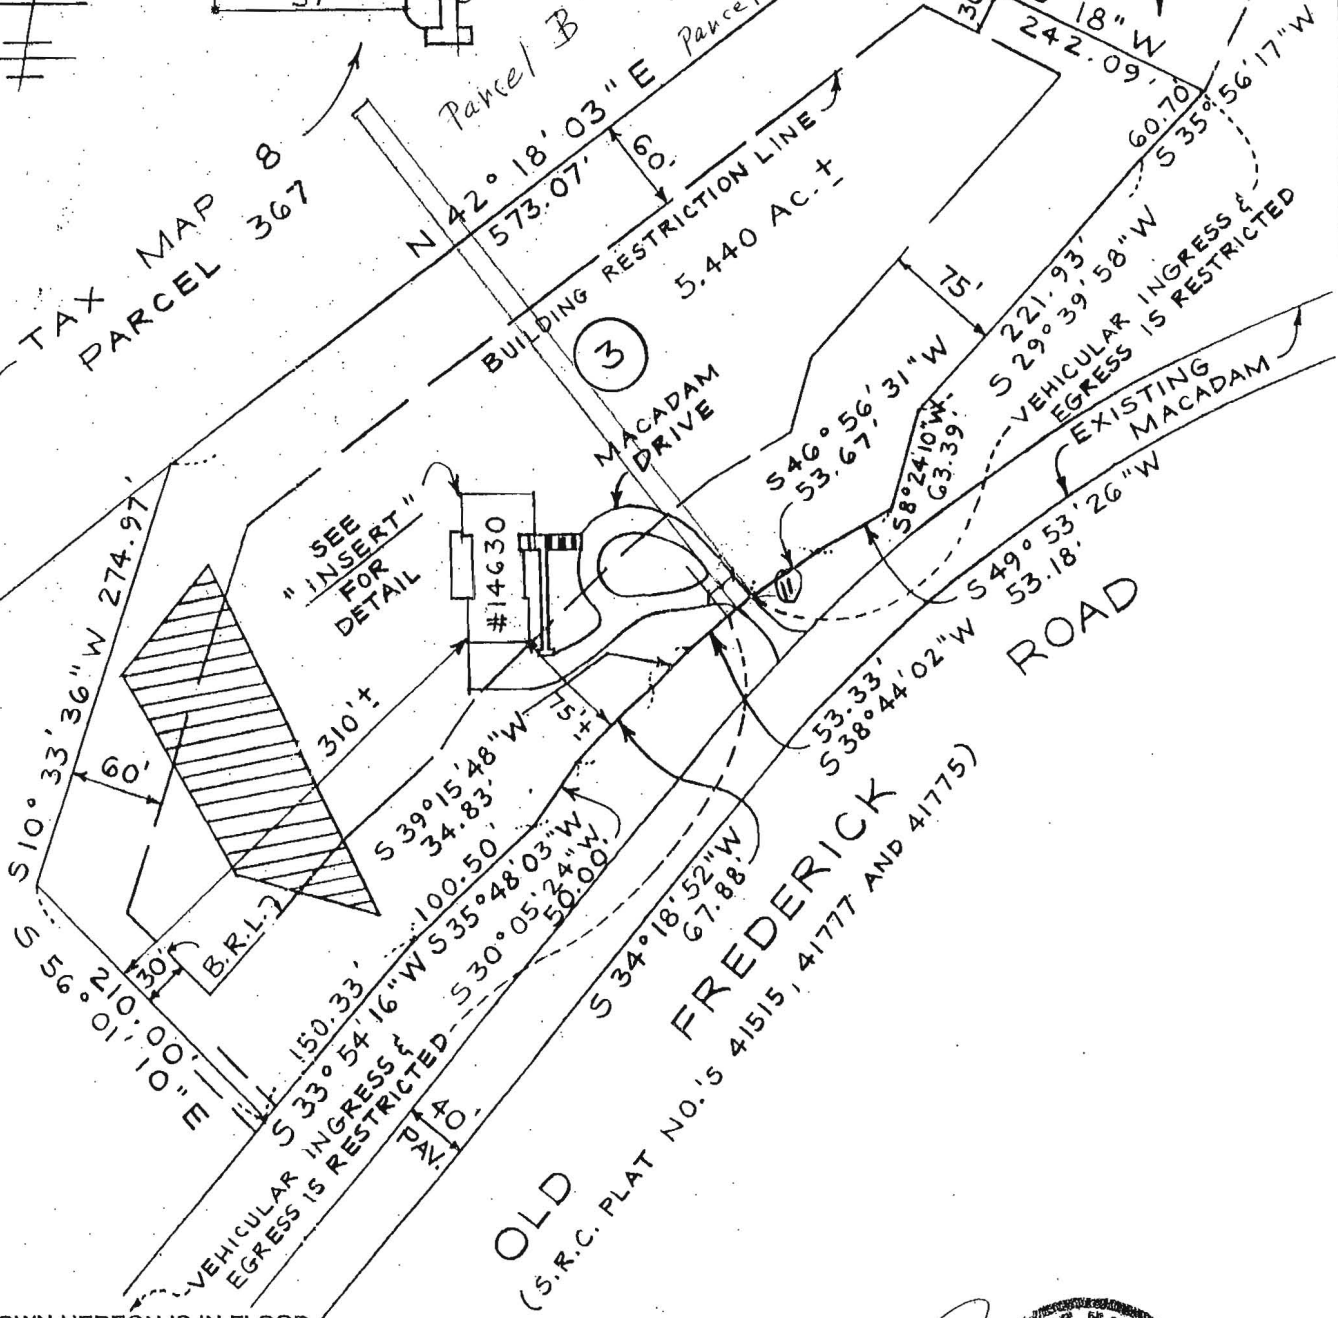 37
Parcel B
Parcel
30
18" W
242.09'
60.70'
S 35° 56' 17" W
TAX MAP 8
PARCEL 367
N 42° 18' 03" E
573.07'
60'
BUILDING RESTRICTION LINE
5.440 AC. ±
3
75'
221.93'
S 29° 39' 58" W
VEHICULAR INGRESS &
EGRESS IS RESTRICTED
EXISTING
MACADAM
MACADAM
DRIVE
S 46° 56' 31" W
53.67'
S 8° 24' 10" W
63.39'
"SEE
"INSERT"
FOR
DETAIL
#14630
S 49° 53' 26" W
53.18'
53.33'
S 38° 44' 02" W
S 10° 33' 36" W 274.97'
60'
310' ±
75' ±
S 39° 15' 48" W
34.83'
100.50'
S 35° 48' 03" W
S 30° 05' 24" W
50.00'
S 34° 18' 52" W
67.88'
B.R.L.
30'
210.00'
S 56° 01' 10" E
150.33'
S 33° 54' 16" W
VEHICULAR INGRESS &
EGRESS IS RESTRICTED
40'
PAV.
OLD FREDERICK ROAD
(S.R.C. PLAT NO.'S 41515, 41777 AND 41775)